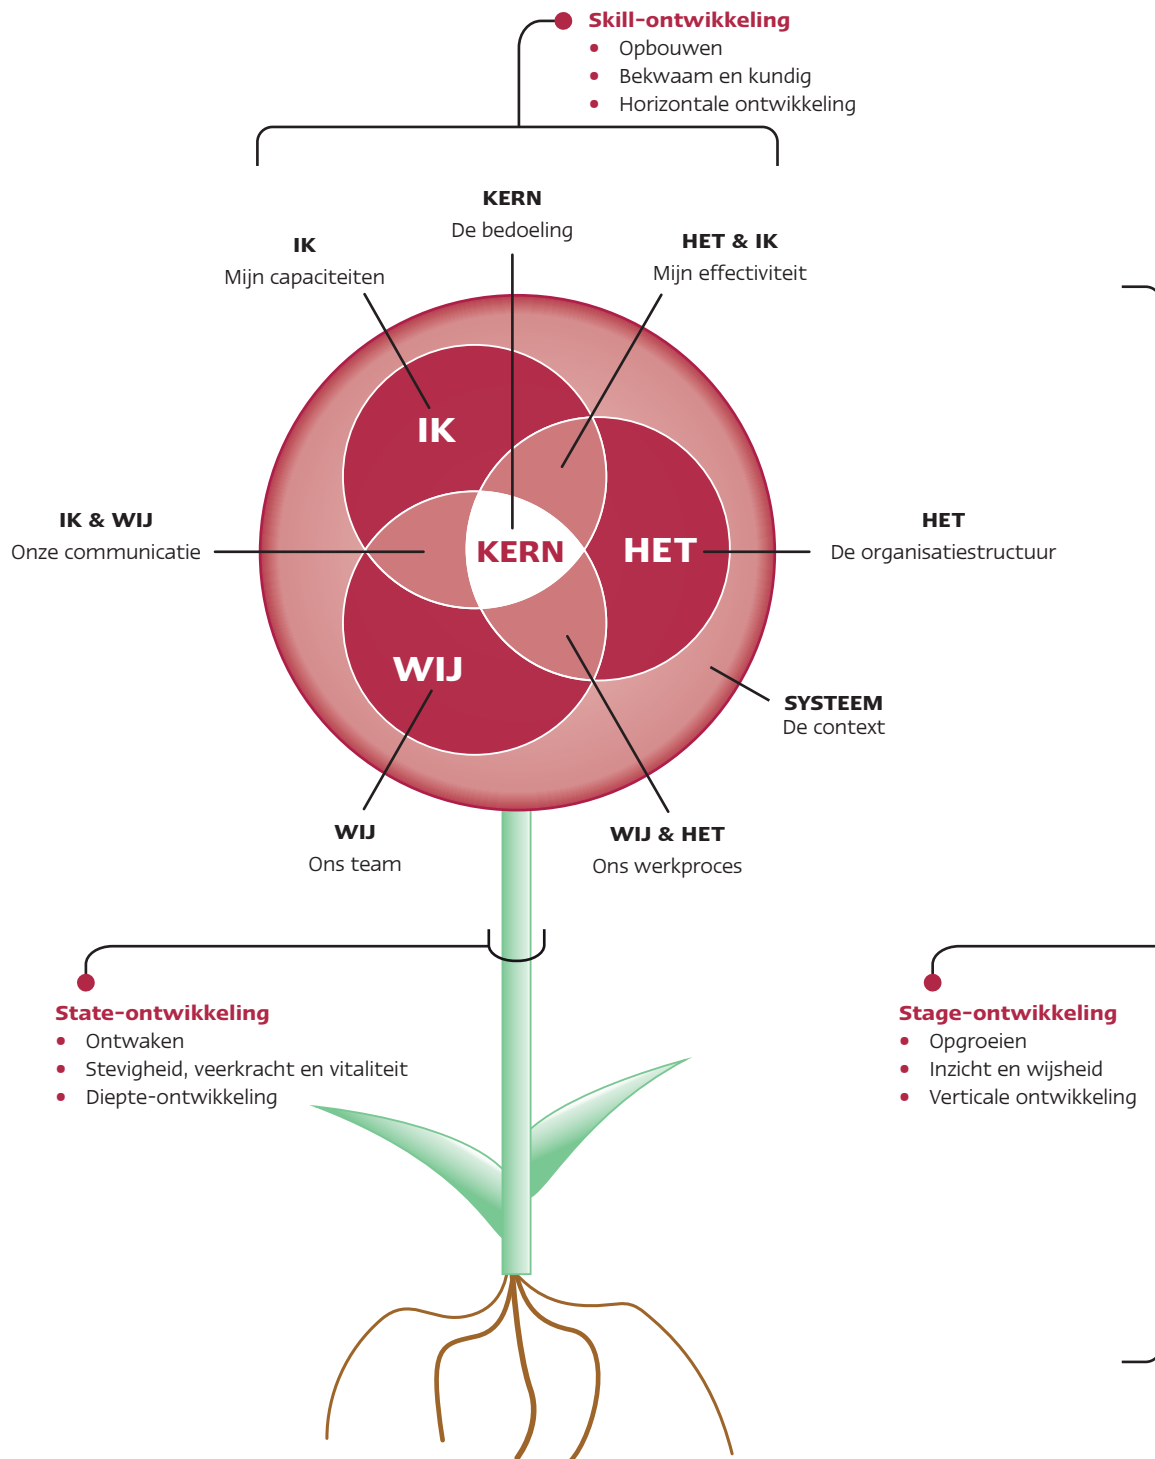 Skill-ontwikkeling
• Opbouwen
• Bekwaam en kundig
• Horizontale ontwikkeling
KERN
De bedoeling
IK
Mijn capaciteiten
HET & IK
Mijn effectiviteit
IK
IK & WIJ
Onze communicatie
KERN
HET
HET
De organisatiestructuur
WIJ
SYSTEEM
De context
WIJ
Ons team
WIJ & HET
Ons werkproces
State-ontwikkeling
• Ontwaken
• Stevigheid, veerkracht en vitaliteit
• Diepte-ontwikkeling
Stage-ontwikkeling
• Opgroeien
• Inzicht en wijsheid
• Verticale ontwikkeling